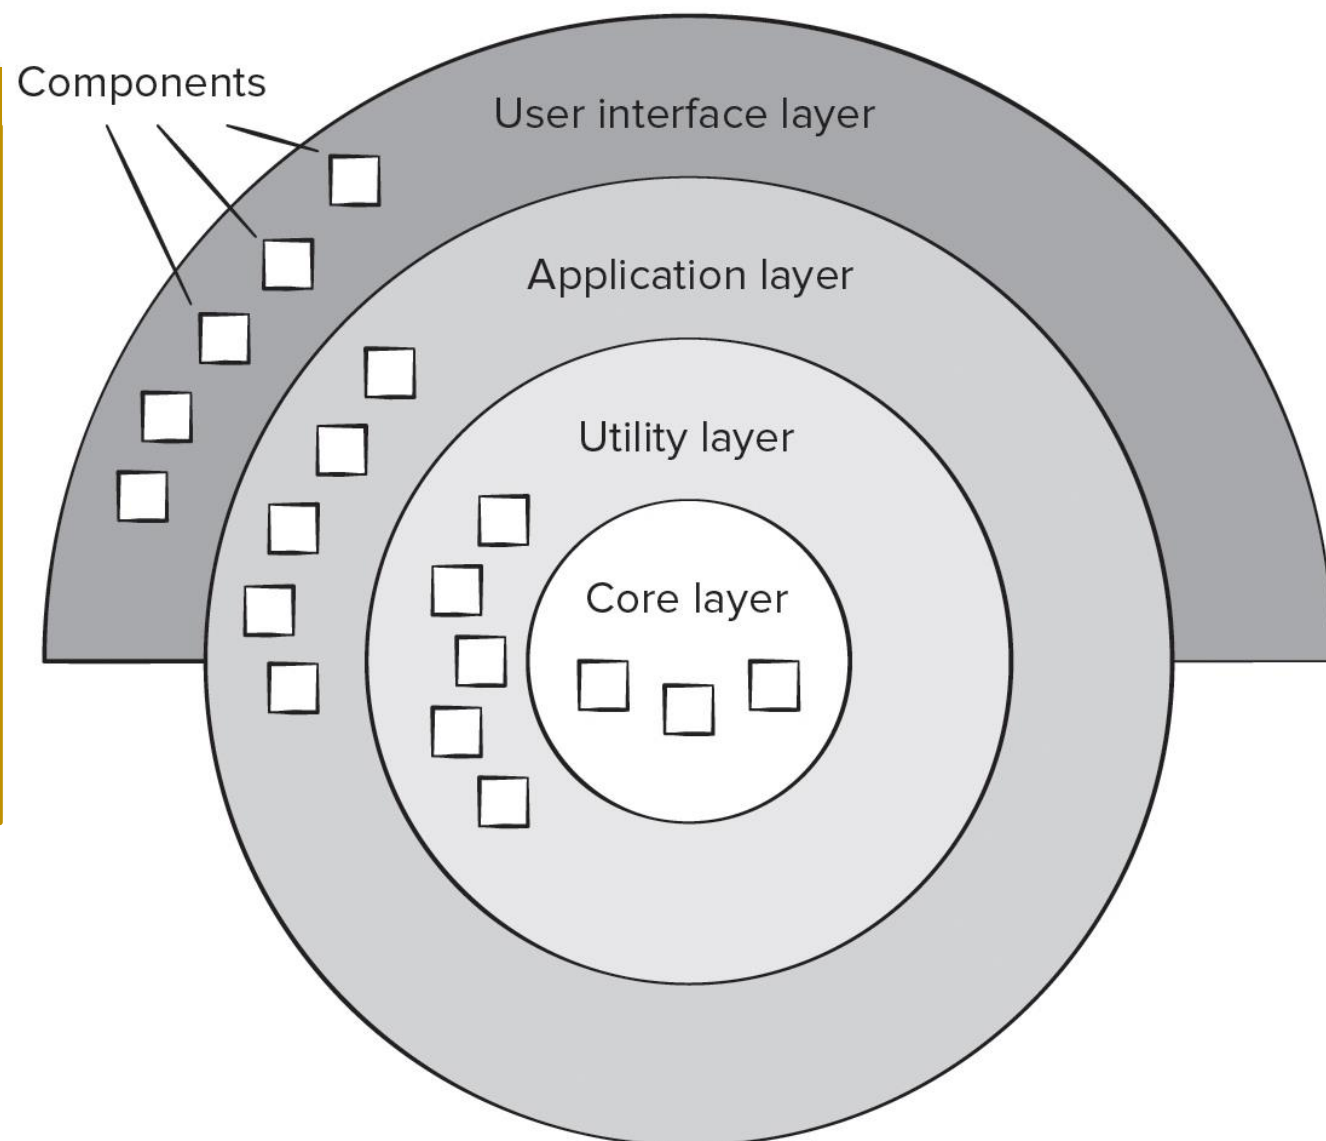 Components
User interface layer
Application layer
Utility layer
Core layer